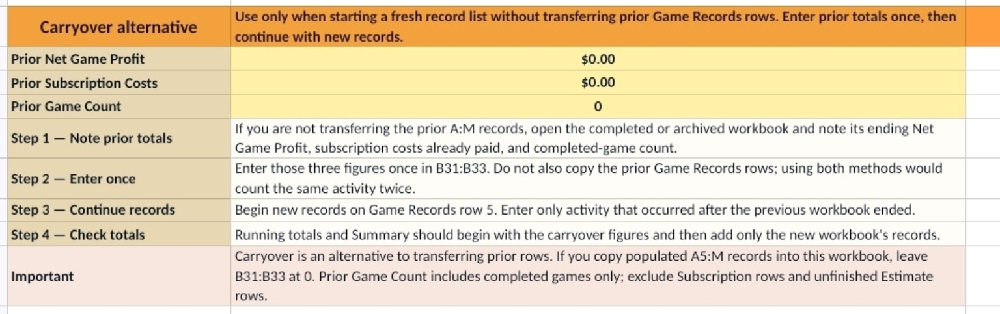 Carryover alternative
Use only when starting a fresh record list without transferring prior Game Records rows. Enter prior totals once, then
continue with new records.
Prior Net Game Profit
$0.00
Prior Subscription Costs
$0.00
Prior Game Count
0
Step 1 — Note prior totals
If you are not transferring the prior A:M records, open the completed or archived workbook and note its ending Net
Game Profit, subscription costs already paid, and completed-game count.
Step 2 — Enter once
Enter those three figures once in B31:B33. Do not also copy the prior Game Records rows; using both methods would
count the same activity twice.
Step 3 — Continue records
Begin new records on Game Records row 5. Enter only activity that occurred after the previous workbook ended.
Step 4 — Check totals
Running totals and Summary should begin with the carryover figures and then add only the new workbook's records.
Important
Carryover is an alternative to transferring prior rows. If you copy populated A5:M records into this workbook, leave
B31:B33 at 0. Prior Game Count includes completed games only; exclude Subscription rows and unfinished Estimate
rows.